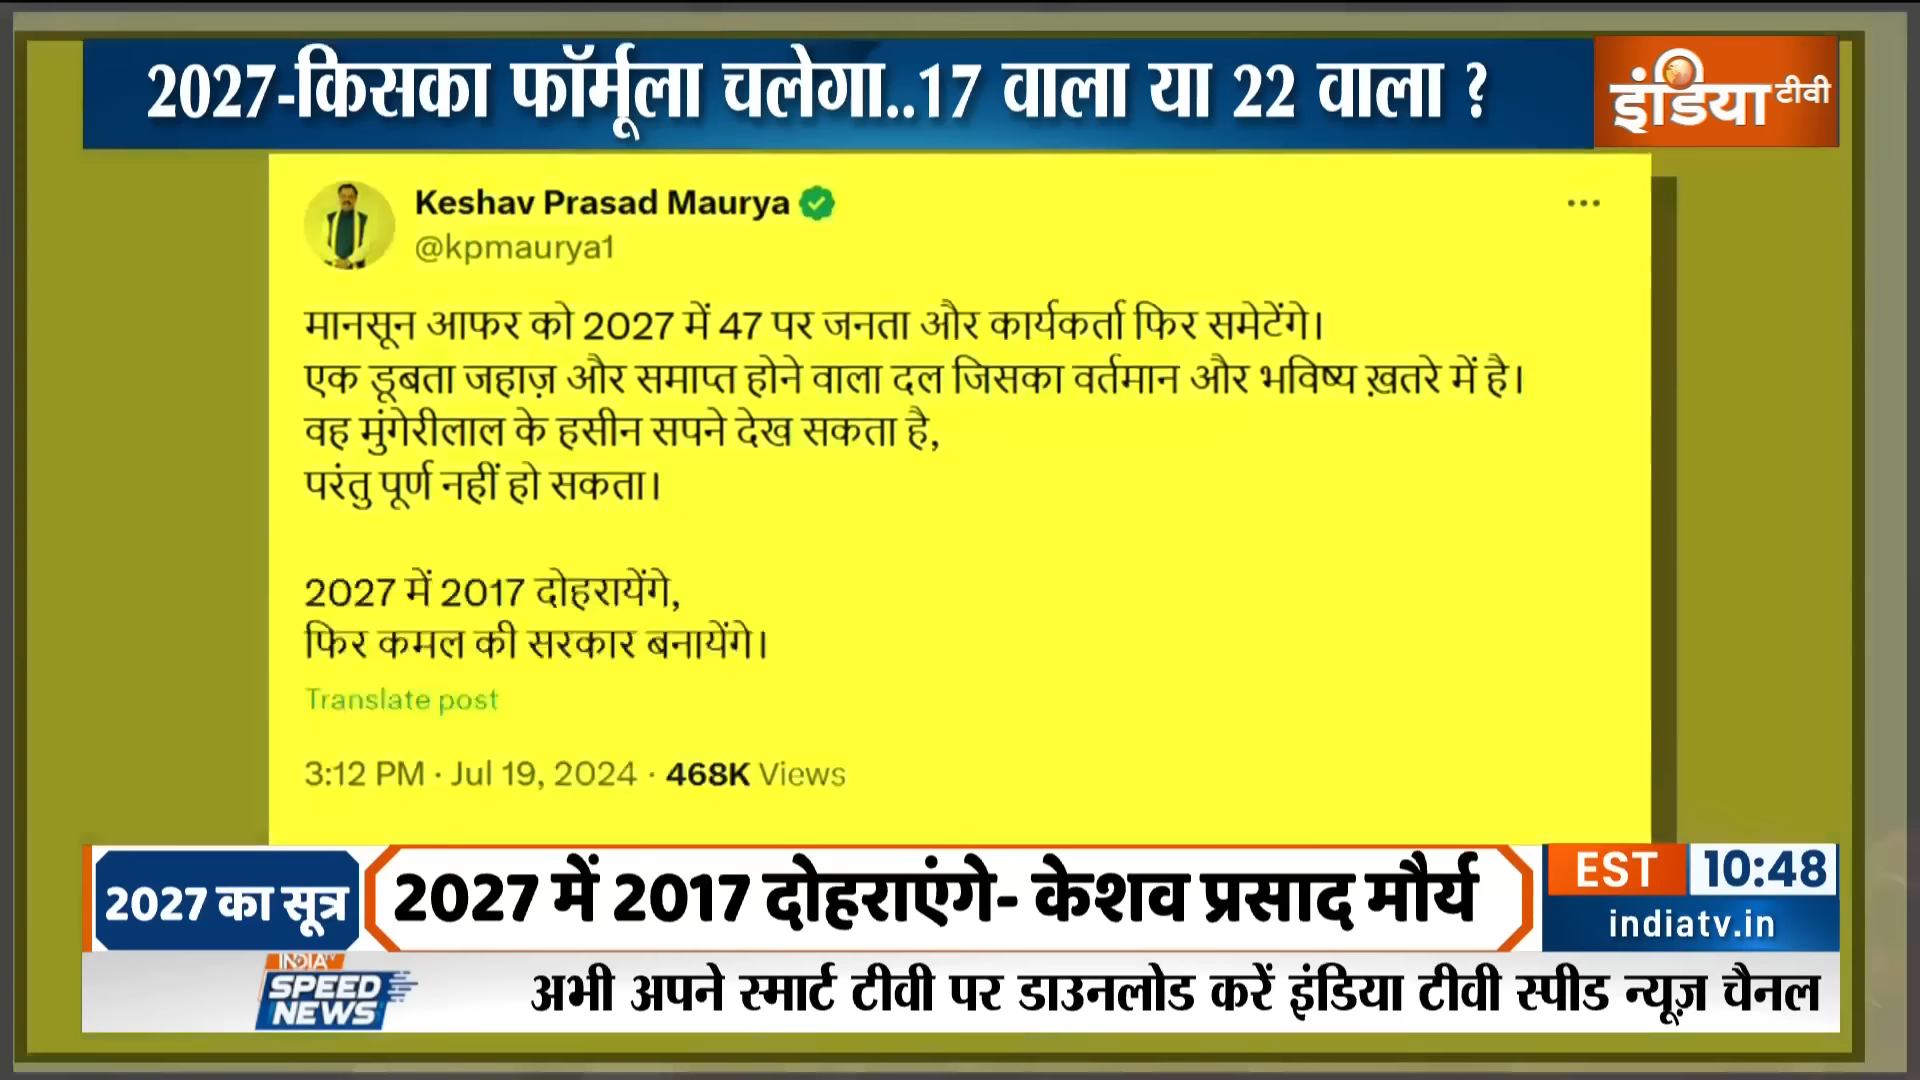 2027-किसका फॉर्मूला चलेगा..17 वाला या 22 वाला ?
इंडिया टीवी
Keshav Prasad Maurya
@kpmaurya1
मानसून आफर को 2027 में 47 पर जनता और कार्यकर्ता फिर समेटेंगे।
एक डूबता जहाज़ और समाप्त होने वाला दल जिसका वर्तमान और भविष्य ख़तरे में है।
वह मुंगेरीलाल के हसीन सपने देख सकता है,
परंतु पूर्ण नहीं हो सकता।
2027 में 2017 दोहरायेंगे,
फिर कमल की सरकार बनायेंगे।
Translate post
3:12 PM · Jul 19, 2024 · 468K Views
2027 का सूत्र
2027 में 2017 दोहराएंगे- केशव प्रसाद मौर्य
EST 10:48
indiatv.in
INDIA TV
SPEED
NEWS
अभी अपने स्मार्ट टीवी पर डाउनलोड करें इंडिया टीवी स्पीड न्यूज़ चैनल